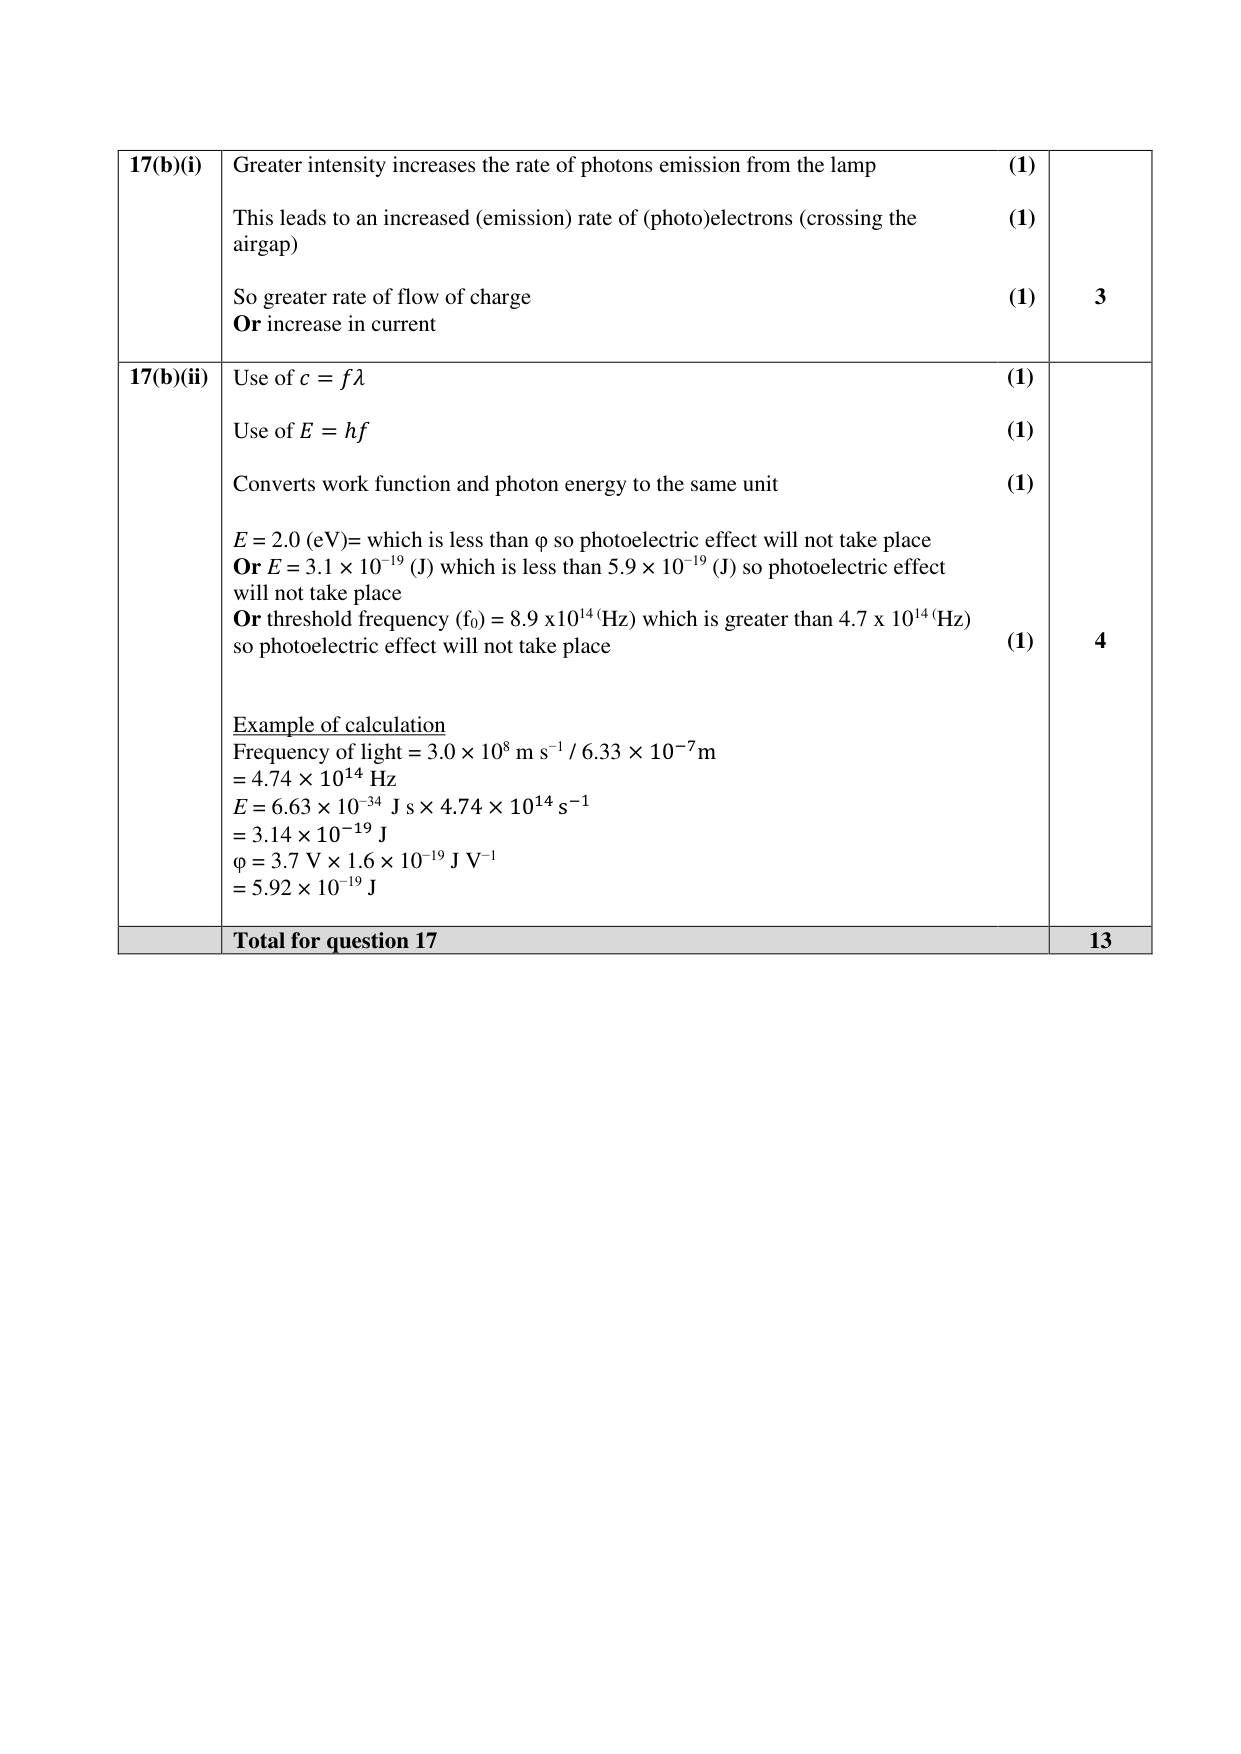 17(b)(i) Greater intensity increases the rate of photons emission from the lamp (1)
This leads to an increased (emission) rate of (photo)electrons (crossing the (1)
airgap)
So greater rate of flow of charge (1) 3
Or increase in current
17(b)(ii) Use of c = fλ (1)
Use of E = hf (1)
Converts work function and photon energy to the same unit (1)
E = 2.0 (eV)= which is less than φ so photoelectric effect will not take place
Or E = 3.1 × 10⁻¹⁹ (J) which is less than 5.9 × 10⁻¹⁹ (J) so photoelectric effect
will not take place
Or threshold frequency (f₀) = 8.9 x10¹⁴ ⁽Hz) which is greater than 4.7 x 10¹⁴ ⁽Hz)
so photoelectric effect will not take place (1) 4
Example of calculation
Frequency of light = 3.0 × 10⁸ m s⁻¹ / 6.33 × 10⁻⁷m
= 4.74 × 10¹⁴ Hz
E = 6.63 × 10⁻³⁴ J s × 4.74 × 10¹⁴ s⁻¹
= 3.14 × 10⁻¹⁹ J
φ = 3.7 V × 1.6 × 10⁻¹⁹ J V⁻¹
= 5.92 × 10⁻¹⁹ J
Total for question 17 13